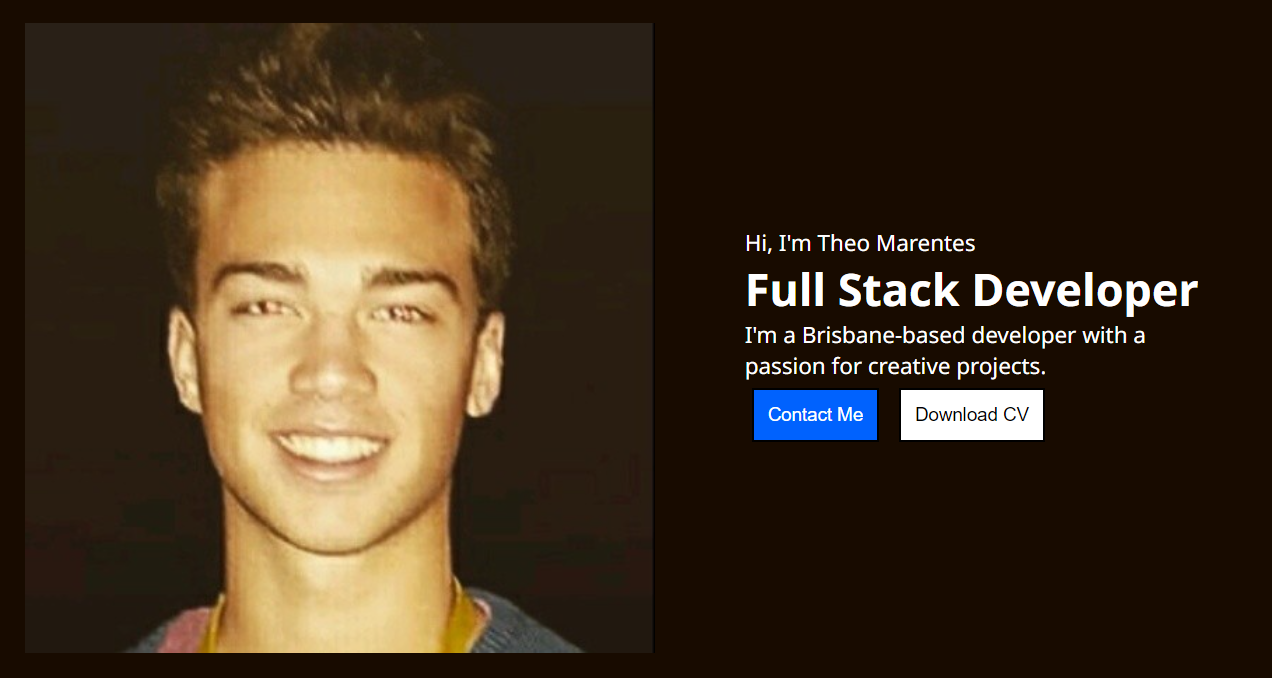 Hi, I'm Theo Marentes
Full Stack Developer
I'm a Brisbane-based developer with a
passion for creative projects.
Contact Me
Download CV